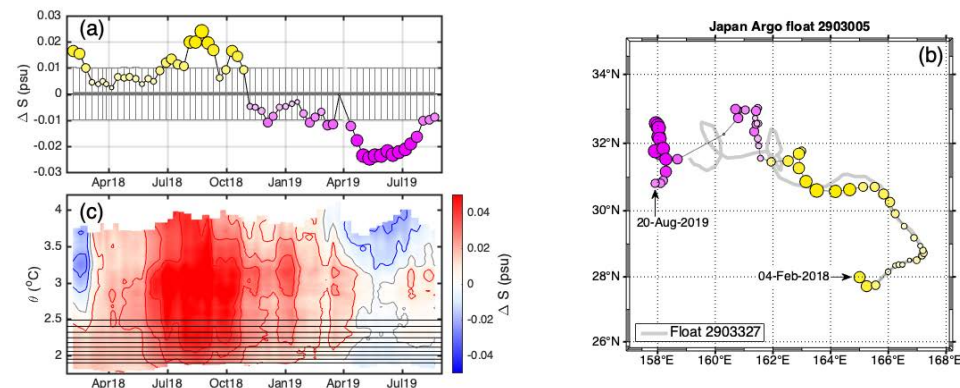 (a)
Δ S (psu)
0.03
0.02
0.01
0
-0.01
-0.02
-0.03
Apr18 Jul18 Oct18 Jan19 Apr19 Jul19
(c)
θ (°C)
4
3.5
3
2.5
2
Apr18 Jul18 Oct18 Jan19 Apr19 Jul19
0.04
0.02
0
-0.02
-0.04
Δ S (psu)
Japan Argo float 2903005
(b)
34°N
32°N
30°N
28°N
26°N
20-Aug-2019
04-Feb-2018
Float 2903327
158°E 160°E 162°E 164°E 166°E 168°E